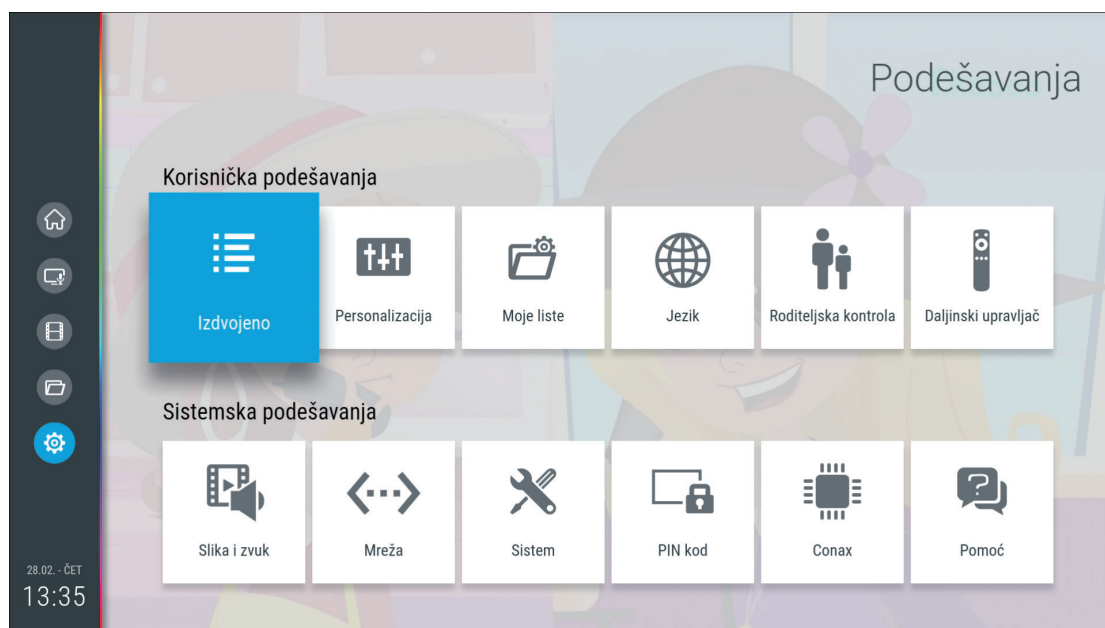 Podešavanja
Korisnička podešavanja
Izdvojeno
Personalizacija
Moje liste
Jezik
Roditeljska kontrola
Daljinski upravljač
Sistemska podešavanja
Slika i zvuk
Mreža
Sistem
PIN kod
Conax
Pomoć
28.02. - ČET
13:35